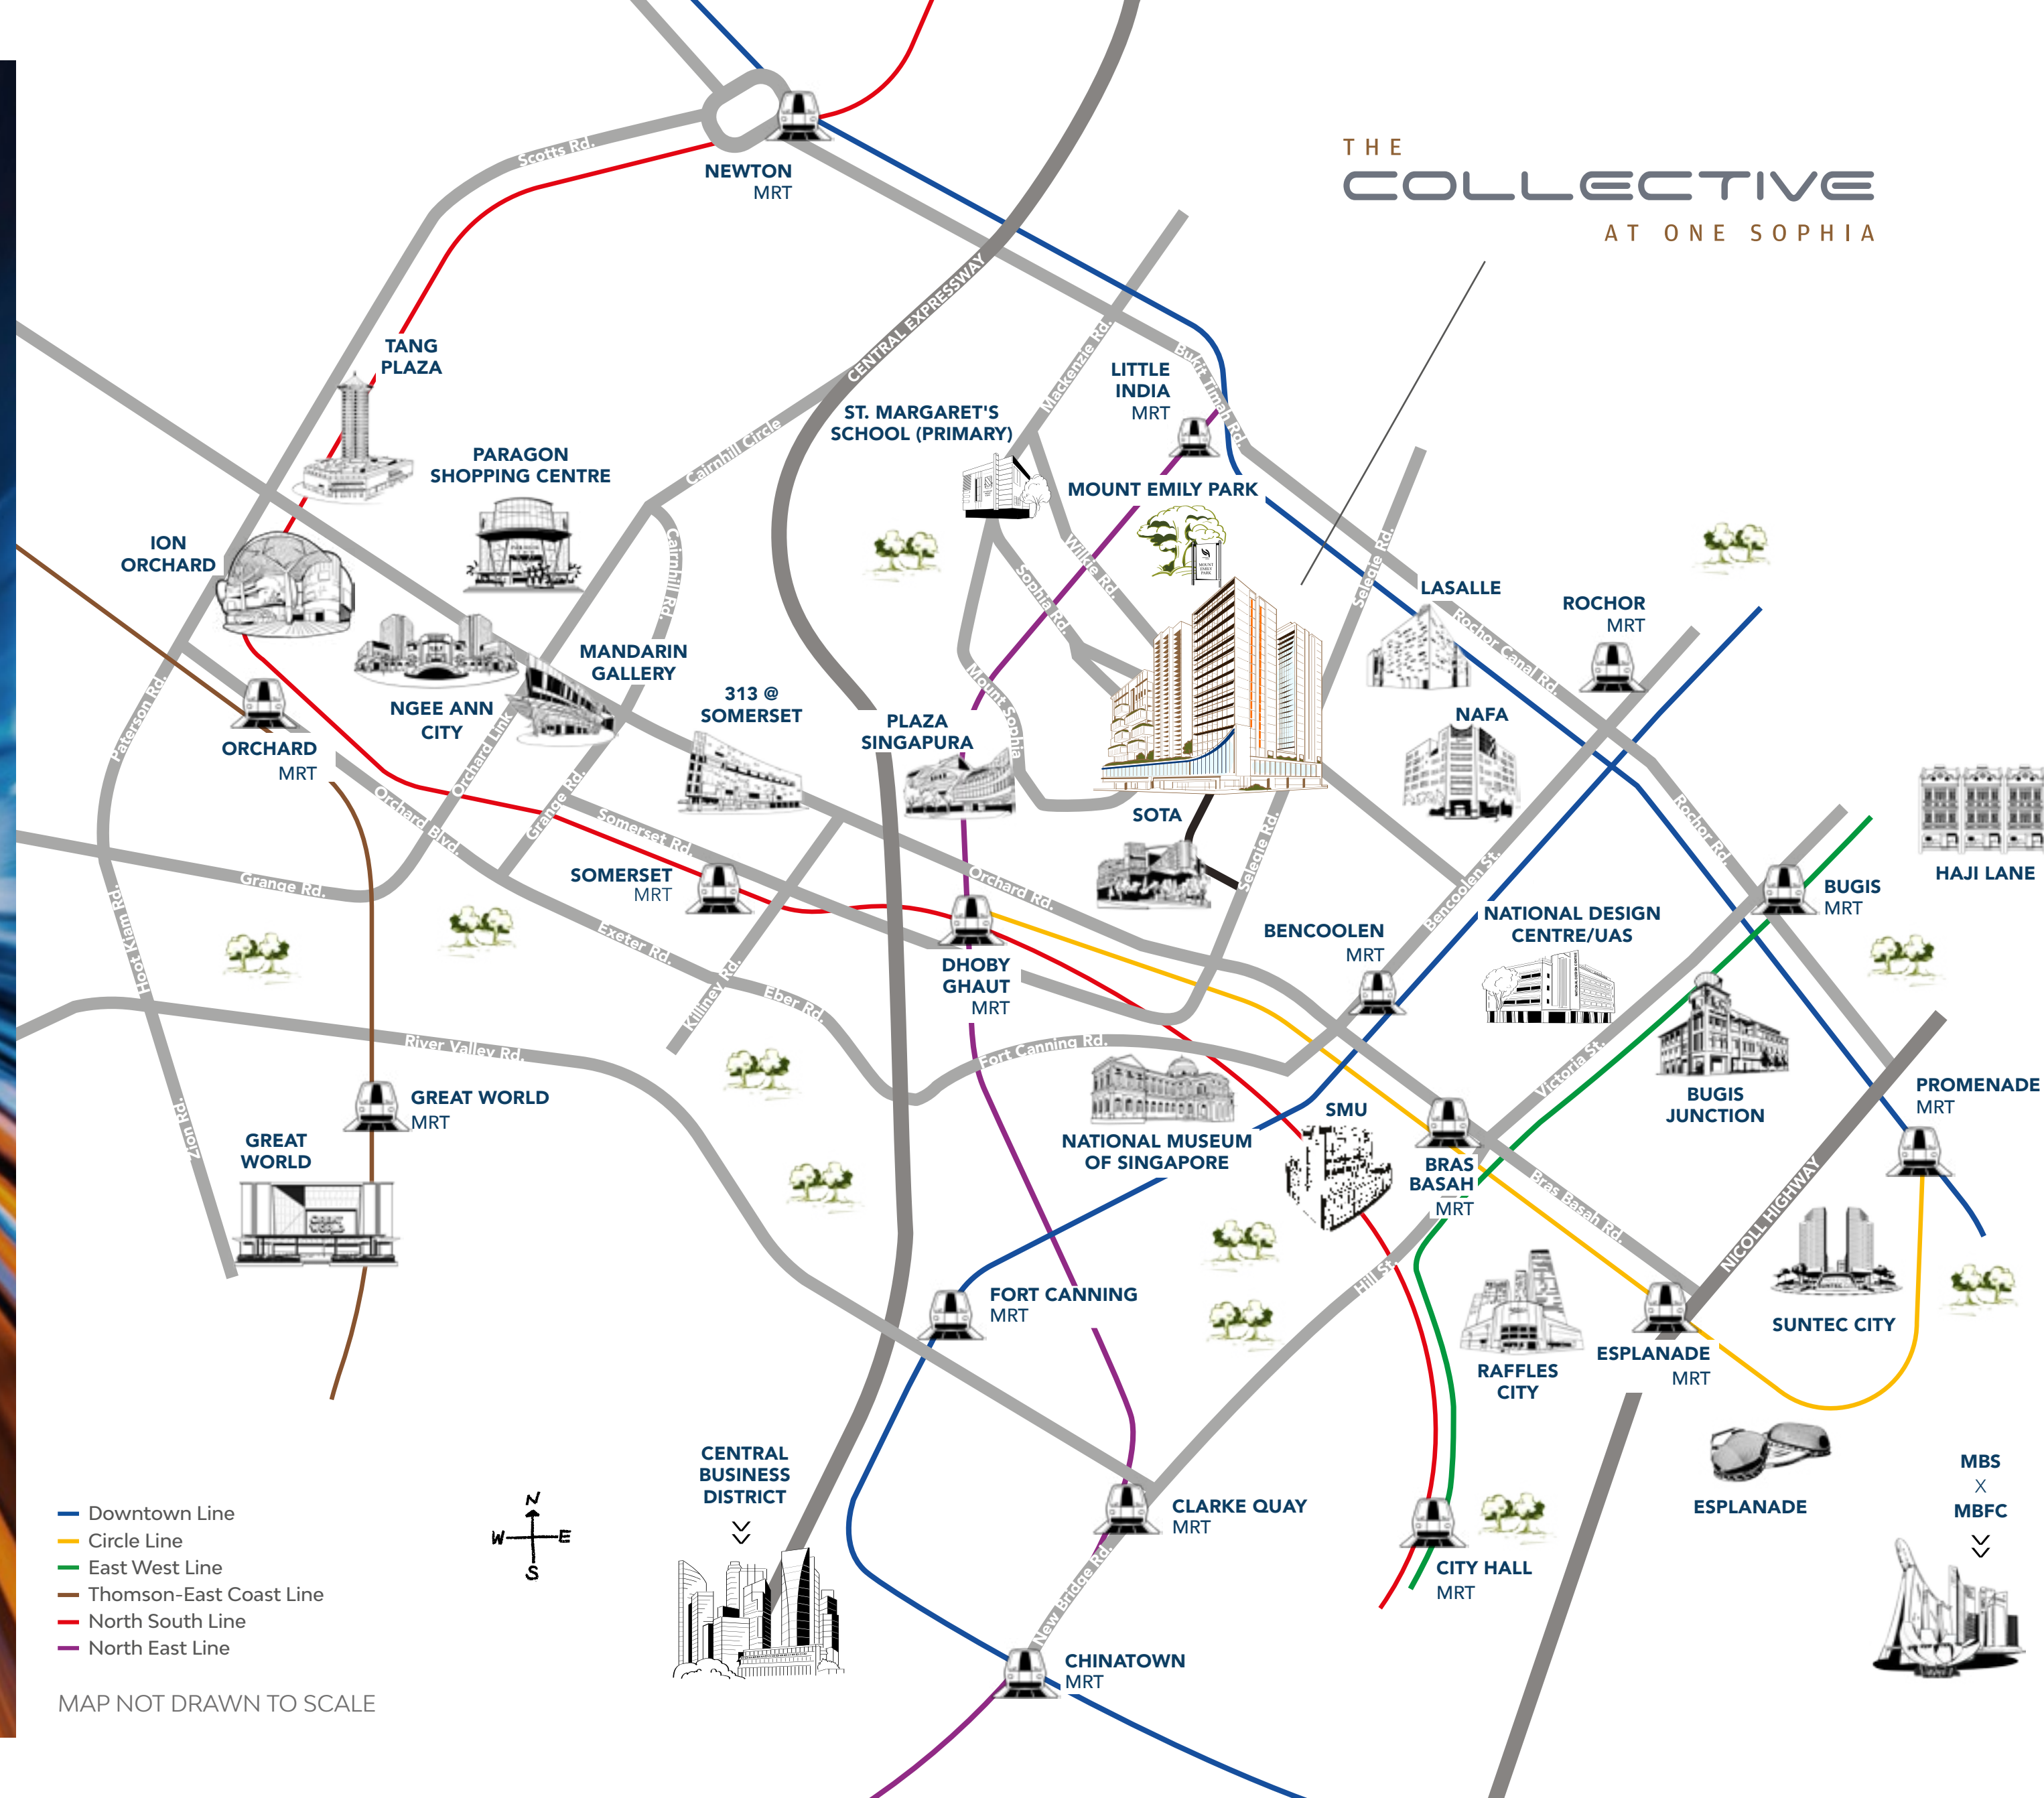 THE
COLLECTIVE
AT ONE SOPHIA
Scotts Rd.
NEWTON
MRT
CENTRAL EXPRESSWAY
TANG
PLAZA
Mackenzie Rd.
Bukit Timah Rd.
LITTLE
INDIA
MRT
ST. MARGARET'S
SCHOOL (PRIMARY)
PARAGON
SHOPPING CENTRE
Cairnhill Circle
MOUNT EMILY PARK
ION
ORCHARD
Cairnhill Rd.
Wilkie Rd.
Sophia Rd.
MOUNT
EMILY
PARK
Selegie Rd.
LASALLE
Rochor Canal Rd.
ROCHOR
MRT
MANDARIN
GALLERY
313 @
SOMERSET
NGEE ANN
CITY
Paterson Rd.
ORCHARD
MRT
Orchard Link
PLAZA
SINGAPURA
Mount Sophia
NAFA
Orchard Blvd.
Grange Rd.
Somerset Rd.
SOTA
Selegie Rd.
Rochor Rd.
HAJI LANE
Grange Rd.
SOMERSET
MRT
Orchard Rd.
Bencoolen St.
BUGIS
MRT
Hoot Kiam Rd.
Exeter Rd.
NATIONAL DESIGN
CENTRE/UAS
BENCOOLEN
MRT
DHOBY
GHAUT
MRT
Killiney Rd.
Eber Rd.
River Valley Rd.
Fort Canning Rd.
Victoria St.
GREAT WORLD
MRT
Zion Rd.
GREAT
WORLD
GREAT
WORLD
NATIONAL MUSEUM
OF SINGAPORE
SMU
BUGIS
JUNCTION
PROMENADE
MRT
BRAS
BASAH
MRT
Bras Basah Rd.
NICOLL HIGHWAY
Hill St.
FORT CANNING
MRT
SUNTEC CITY
RAFFLES
CITY
ESPLANADE
MRT
CENTRAL
BUSINESS
DISTRICT
CLARKE QUAY
MRT
ESPLANADE
MBS
X
MBFC
New Bridge Rd.
CITY HALL
MRT
CHINATOWN
MRT
Downtown Line
Circle Line
East West Line
Thomson-East Coast Line
North South Line
North East Line
N
W
E
S
MAP NOT DRAWN TO SCALE